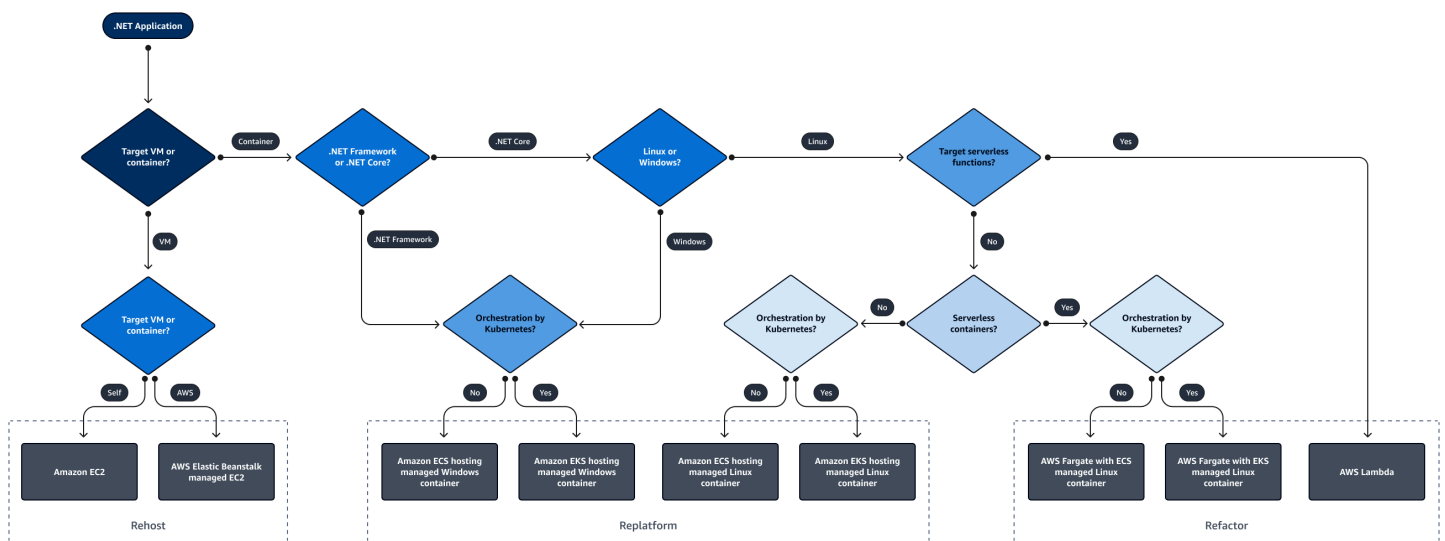 .NET Application
Target VM or
container?
Container
.NET Framework
or .NET Core?
.NET Core
Linux or
Windows?
Linux
Target serverless
functions?
Yes
VM
.NET Framework
Windows
No
Target VM or
container?
Orchestration by
Kubernetes?
Orchestration by
Kubernetes?
No
Serverless
containers?
Yes
Orchestration by
Kubernetes?
Self
AWS
No
Yes
No
Yes
No
Yes
Amazon EC2
AWS Elastic Beanstalk
managed EC2
Amazon ECS hosting
managed Windows
container
Amazon EKS hosting
managed Windows
container
Amazon ECS hosting
managed Linux
container
Amazon EKS hosting
managed Linux
container
AWS Fargate with ECS
managed Linux
container
AWS Fargate with EKS
managed Linux
container
AWS Lambda
Rehost
Replatform
Refactor